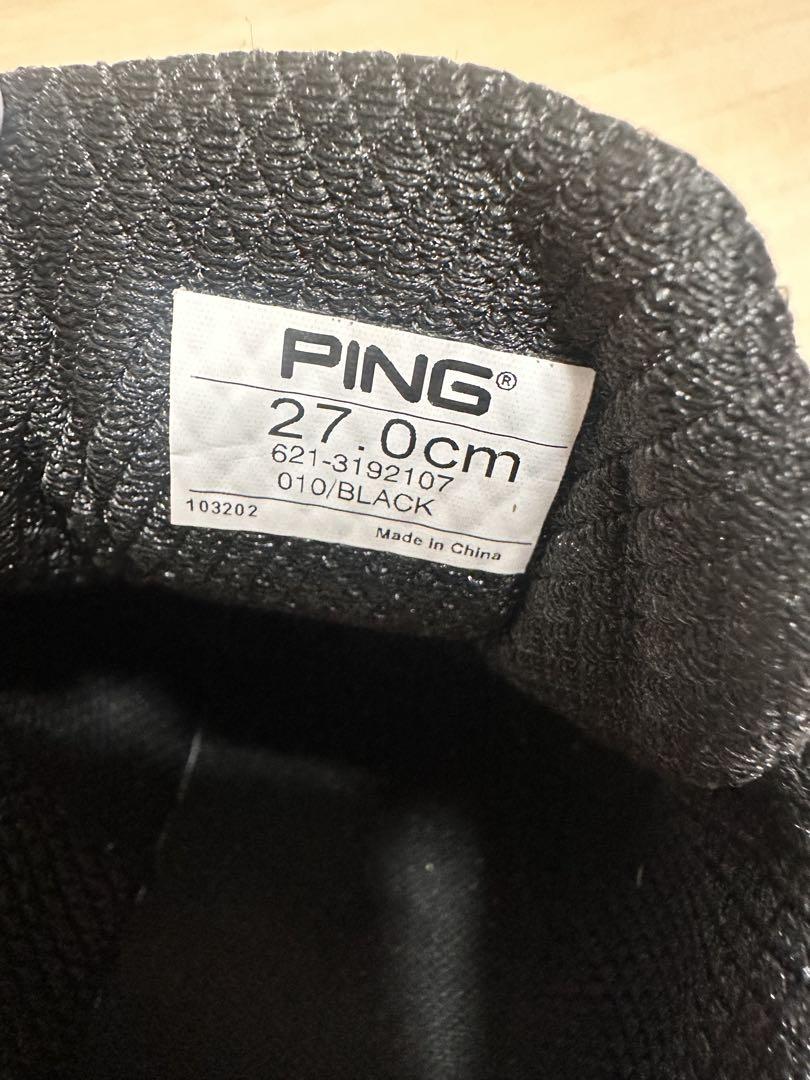 PING®
27.0cm
621-3192107
010/BLACK
103202
Made in China